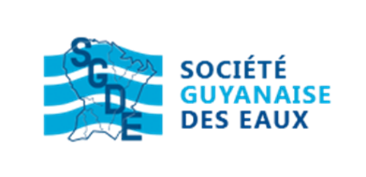 SGDE
SOCIÉTÉ
GUYANAISE
DES EAUX